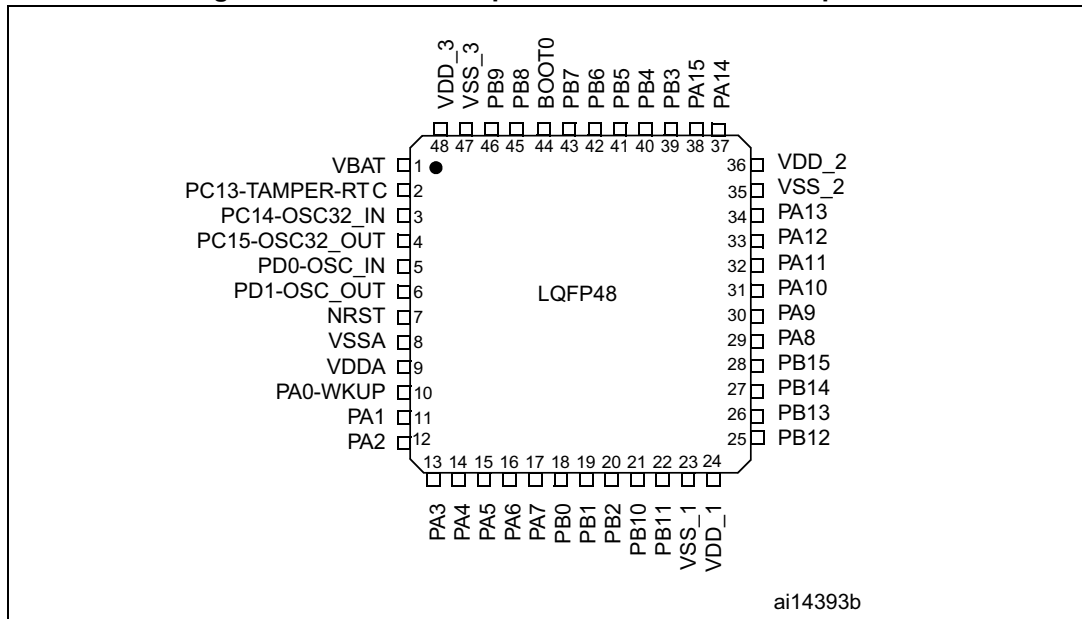 VDD_3
VSS_3
PB9
PB8
BOOT0
PB7
PB6
PB5
PB4
PB3
PA15
PA14
48 47 46 45 44 43 42 41 40 39 38 37
VBAT 1
PC13-TAMPER-RTC 2
PC14-OSC32_IN 3
PC15-OSC32_OUT 4
PD0-OSC_IN 5
PD1-OSC_OUT 6
NRST 7
VSSA 8
VDDA 9
PA0-WKUP 10
PA1 11
PA2 12
LQFP48
36 VDD_2
35 VSS_2
34 PA13
33 PA12
32 PA11
31 PA10
30 PA9
29 PA8
28 PB15
27 PB14
26 PB13
25 PB12
13 14 15 16 17 18 19 20 21 22 23 24
PA3
PA4
PA5
PA6
PA7
PB0
PB1
PB2
PB10
PB11
VSS_1
VDD_1
ai14393b